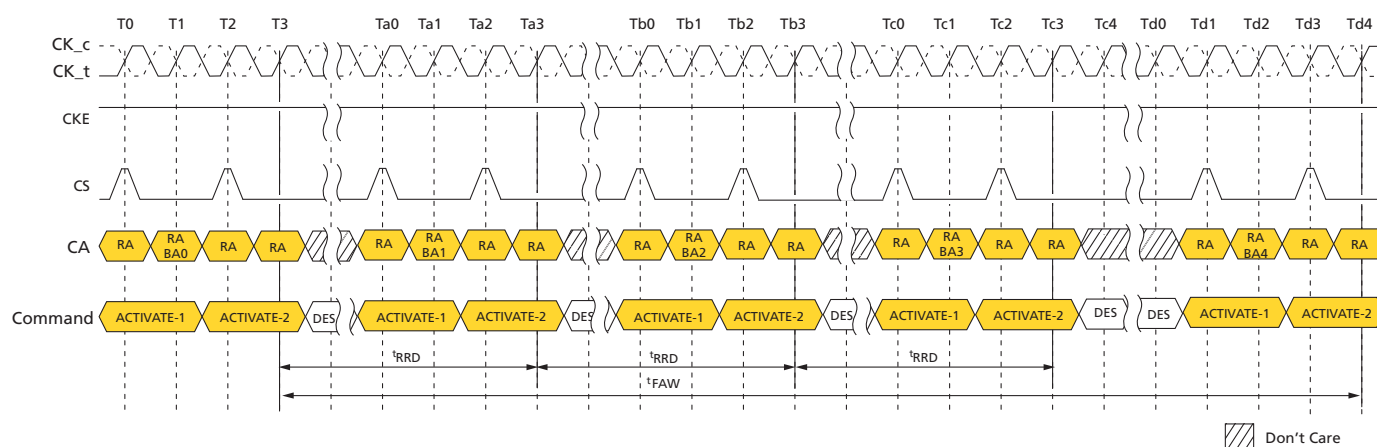 T0 T1 T2 T3 Ta0 Ta1 Ta2 Ta3 Tb0 Tb1 Tb2 Tb3 Tc0 Tc1 Tc2 Tc3 Tc4 Td0 Td1 Td2 Td3 Td4
CK_c
CK_t
CKE
CS
CA RA RA BA0 RA RA RA RA BA1 RA RA RA RA BA2 RA RA RA RA BA3 RA RA RA RA BA4 RA RA
Command ACTIVATE-1 ACTIVATE-2 DES ACTIVATE-1 ACTIVATE-2 DES ACTIVATE-1 ACTIVATE-2 DES ACTIVATE-1 ACTIVATE-2 DES DES ACTIVATE-1 ACTIVATE-2
tRRD tRRD tRRD
tFAW
Don't Care